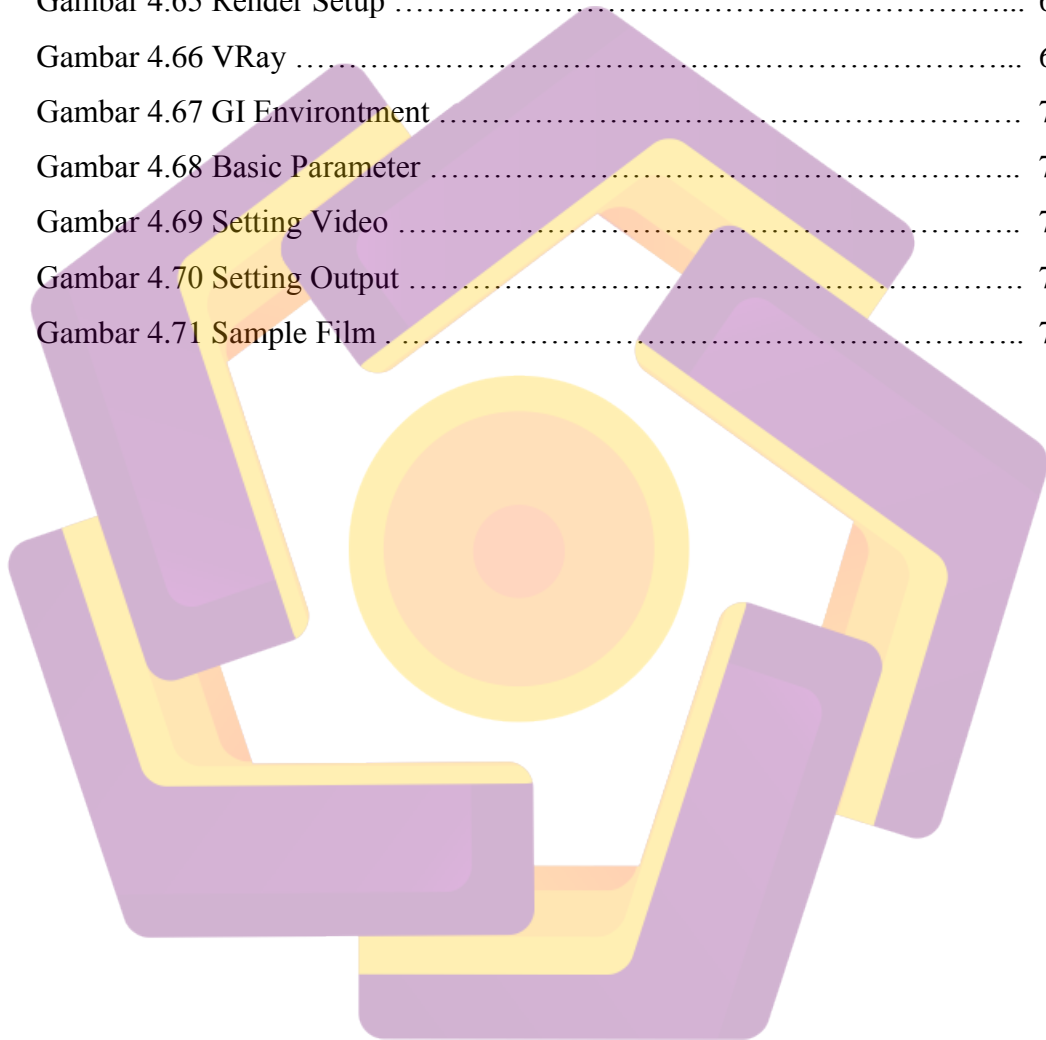 Gambar 4.65 Render Setup …………………………………………………... 6
Gambar 4.66 VRay …………………………………………………………... 6
Gambar 4.67 GI Environtment ………………………………………………. 7
Gambar 4.68 Basic Parameter ……………………………………………….. 7
Gambar 4.69 Setting Video ………………………………………………….. 7
Gambar 4.70 Setting Output …………………………………………………. 7
Gambar 4.71 Sample Film ………………………………………………….. 7